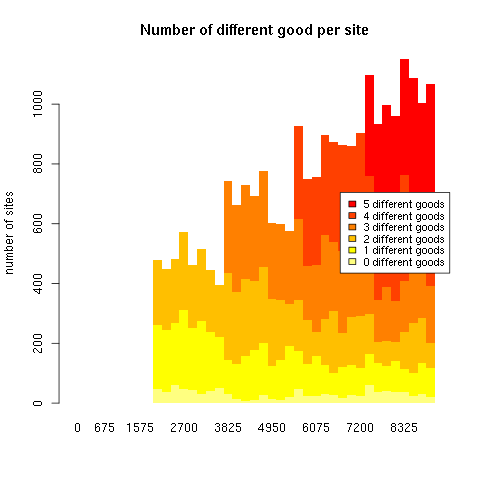 Number of different good per site
number of sites
1000
800
600
400
200
0
5 different goods
4 different goods
3 different goods
2 different goods
1 different goods
0 different goods
0 675 1575 2700 3825 4950 6075 7200 8325